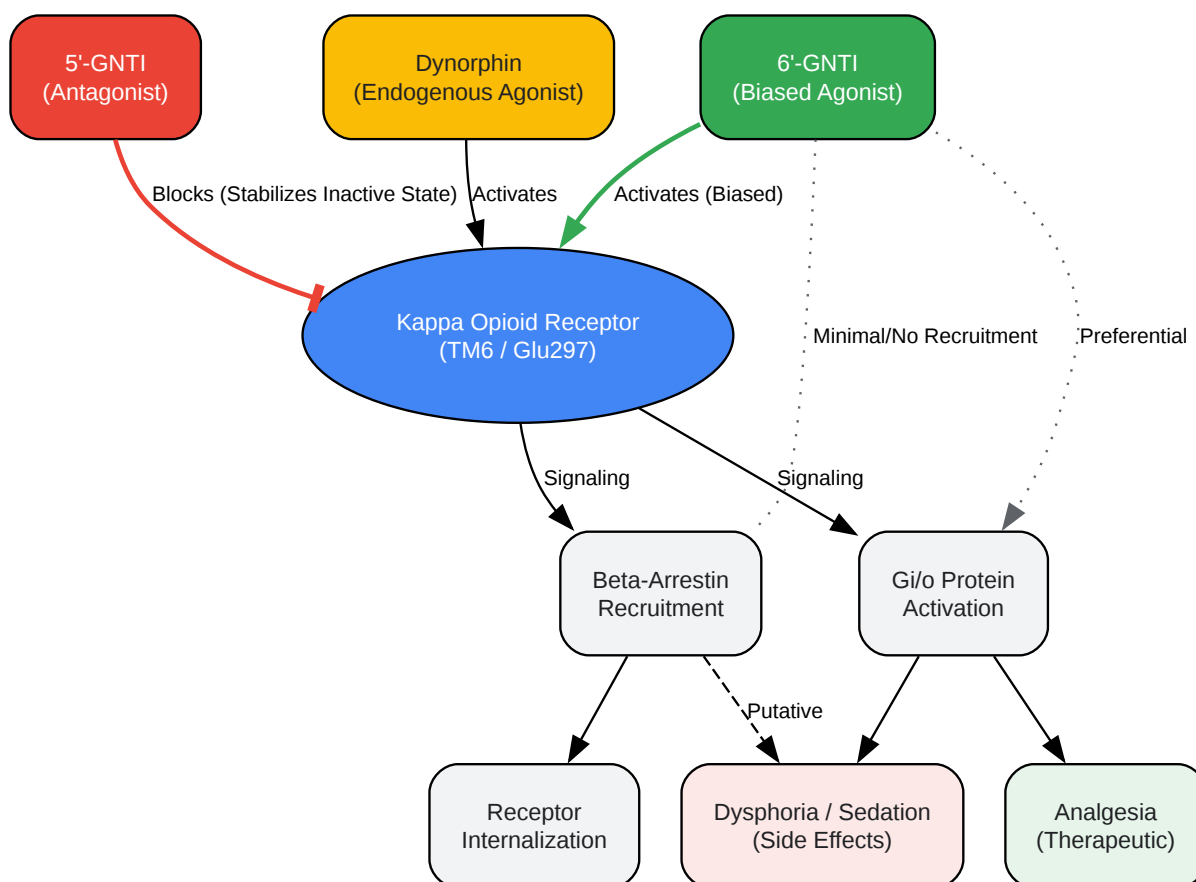 5'-GNTI
(Antagonist)
Dynorphin
(Endogenous Agonist)
6'-GNTI
(Biased Agonist)
Blocks (Stabilizes Inactive State)
Activates
Activates (Biased)
Kappa Opioid Receptor
(TM6 / Glu297)
Minimal/No Recruitment
Preferential
Signaling
Signaling
Beta-Arrestin
Recruitment
Gi/o Protein
Activation
Putative
Receptor
Internalization
Dysphoria / Sedation
(Side Effects)
Analgesia
(Therapeutic)